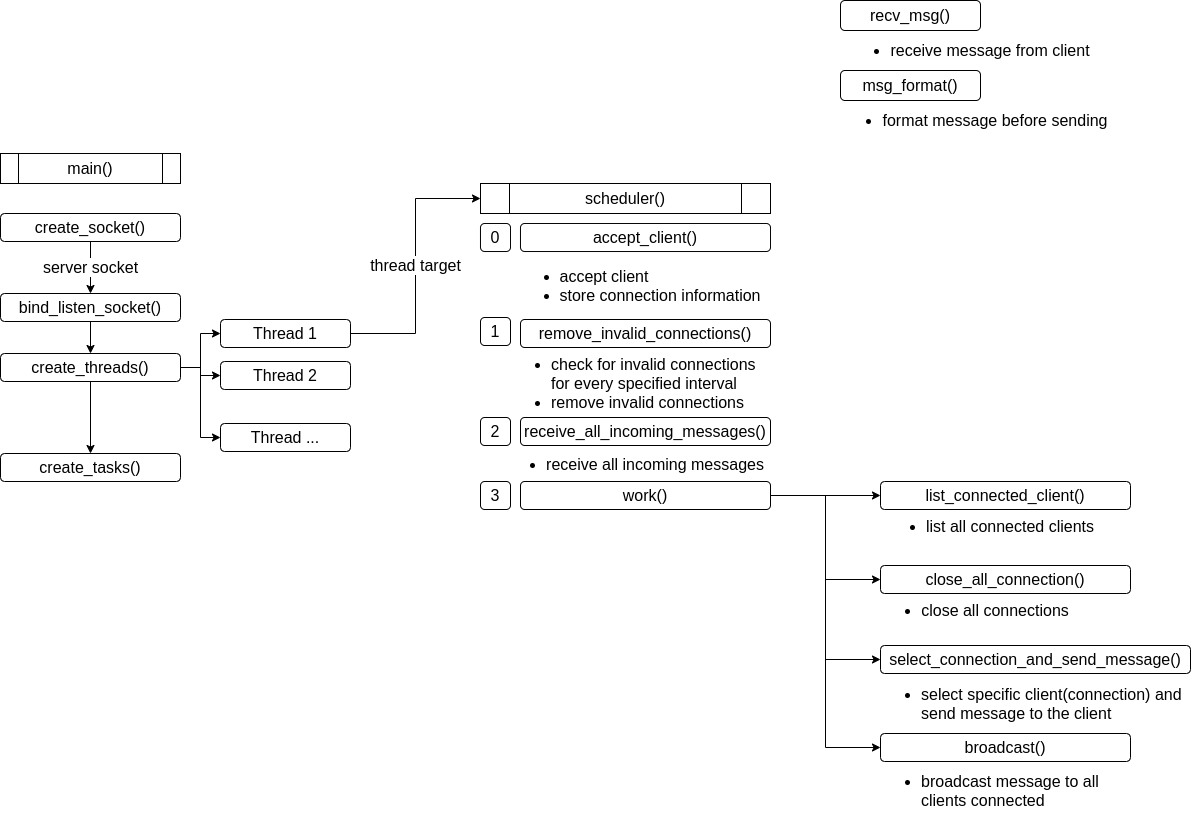 recv_msg()
• receive message from client
msg_format()
• format message before sending
main()
create_socket()
server socket
bind_listen_socket()
create_threads()
create_tasks()
Thread 1
Thread 2
Thread ...
thread target
scheduler()
0 accept_client()
• accept client
• store connection information
1 remove_invalid_connections()
• check for invalid connections
for every specified interval
• remove invalid connections
2 receive_all_incoming_messages()
• receive all incoming messages
3 work()
list_connected_client()
• list all connected clients
close_all_connection()
• close all connections
select_connection_and_send_message()
• select specific client(connection) and
send message to the client
broadcast()
• broadcast message to all
clients connected